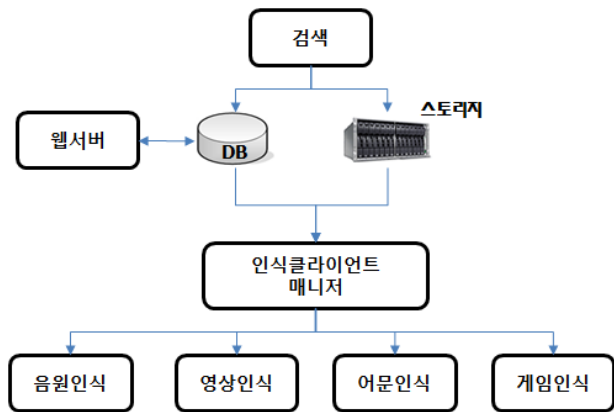 검색
스토리지
웹서버
DB
인식클라이언트
매니저
음원인식
영상인식
어문인식
게임인식